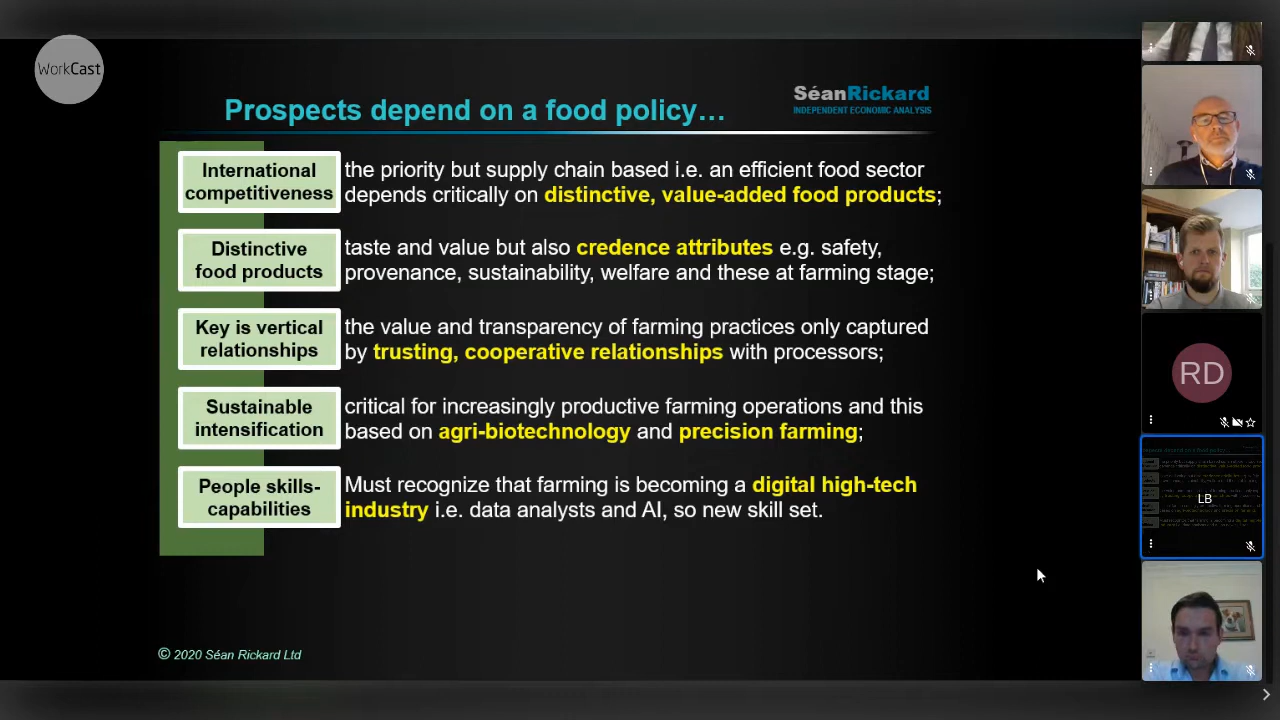 WorkCast
SéanRickard
INDEPENDENT ECONOMIC ANALYSIS
Prospects depend on a food policy…
International
competitiveness
the priority but supply chain based i.e. an efficient food sector
depends critically on distinctive, value-added food products;
Distinctive
food products
taste and value but also credence attributes e.g. safety,
provenance, sustainability, welfare and these at farming stage;
Key is vertical
relationships
the value and transparency of farming practices only captured
by trusting, cooperative relationships with processors;
Sustainable
intensification
critical for increasingly productive farming operations and this
based on agri-biotechnology and precision farming;
People skills-
capabilities
Must recognize that farming is becoming a digital high-tech
industry i.e. data analysts and AI, so new skill set.
© 2020 Séan Rickard Ltd
RD
LB